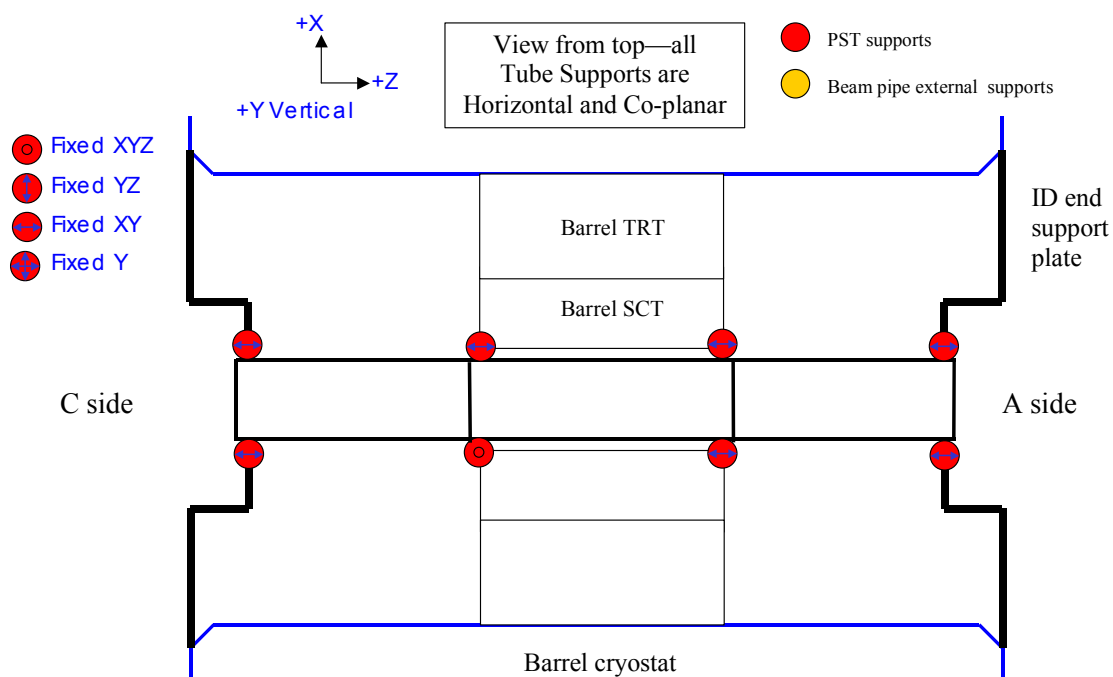 +X
+Z
+Y Vertical
View from top—all
Tube Supports are
Horizontal and Co-planar
PST supports
Beam pipe external supports
Fixed XYZ
Fixed YZ
Fixed XY
Fixed Y
Barrel TRT
Barrel SCT
ID end
support
plate
C side
A side
Barrel cryostat